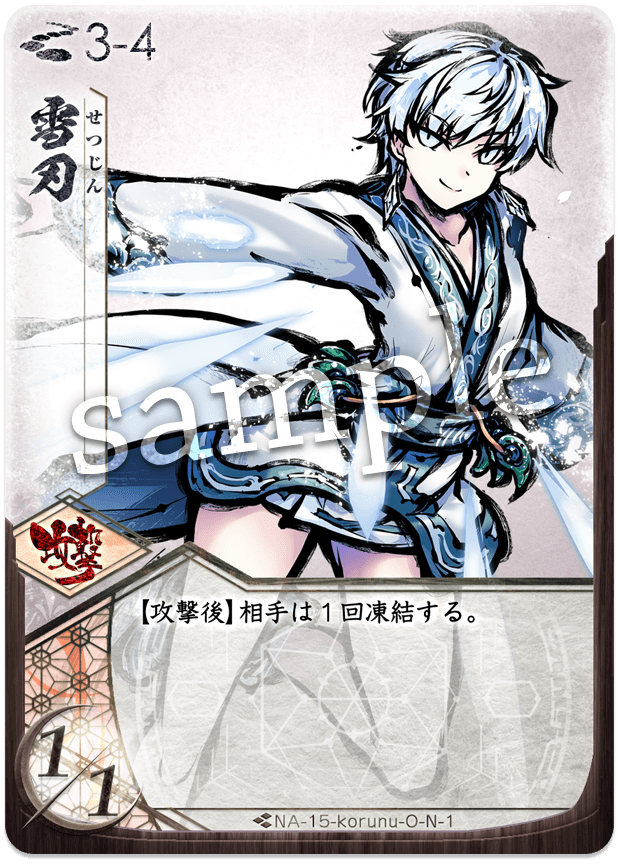 3-4
雪刃
せつじん
sample
攻撃
【攻撃後】相手は1回凍結する。
1/1
NA-15-korunu-O-N-1